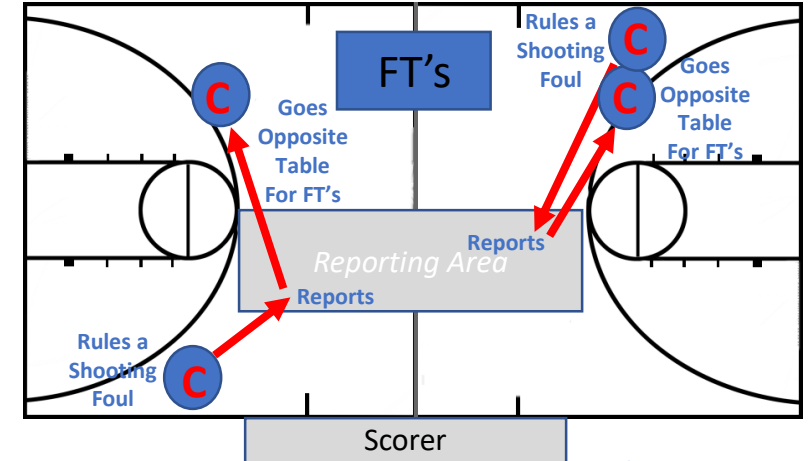 Rules a
Shooting
Foul
C
C
FT's
Goes
Opposite
Table
For FT's
C
Goes
Opposite
Table
For FT's
Reports
Reporting Area
Reports
Rules a
Shooting
Foul
C
Scorer